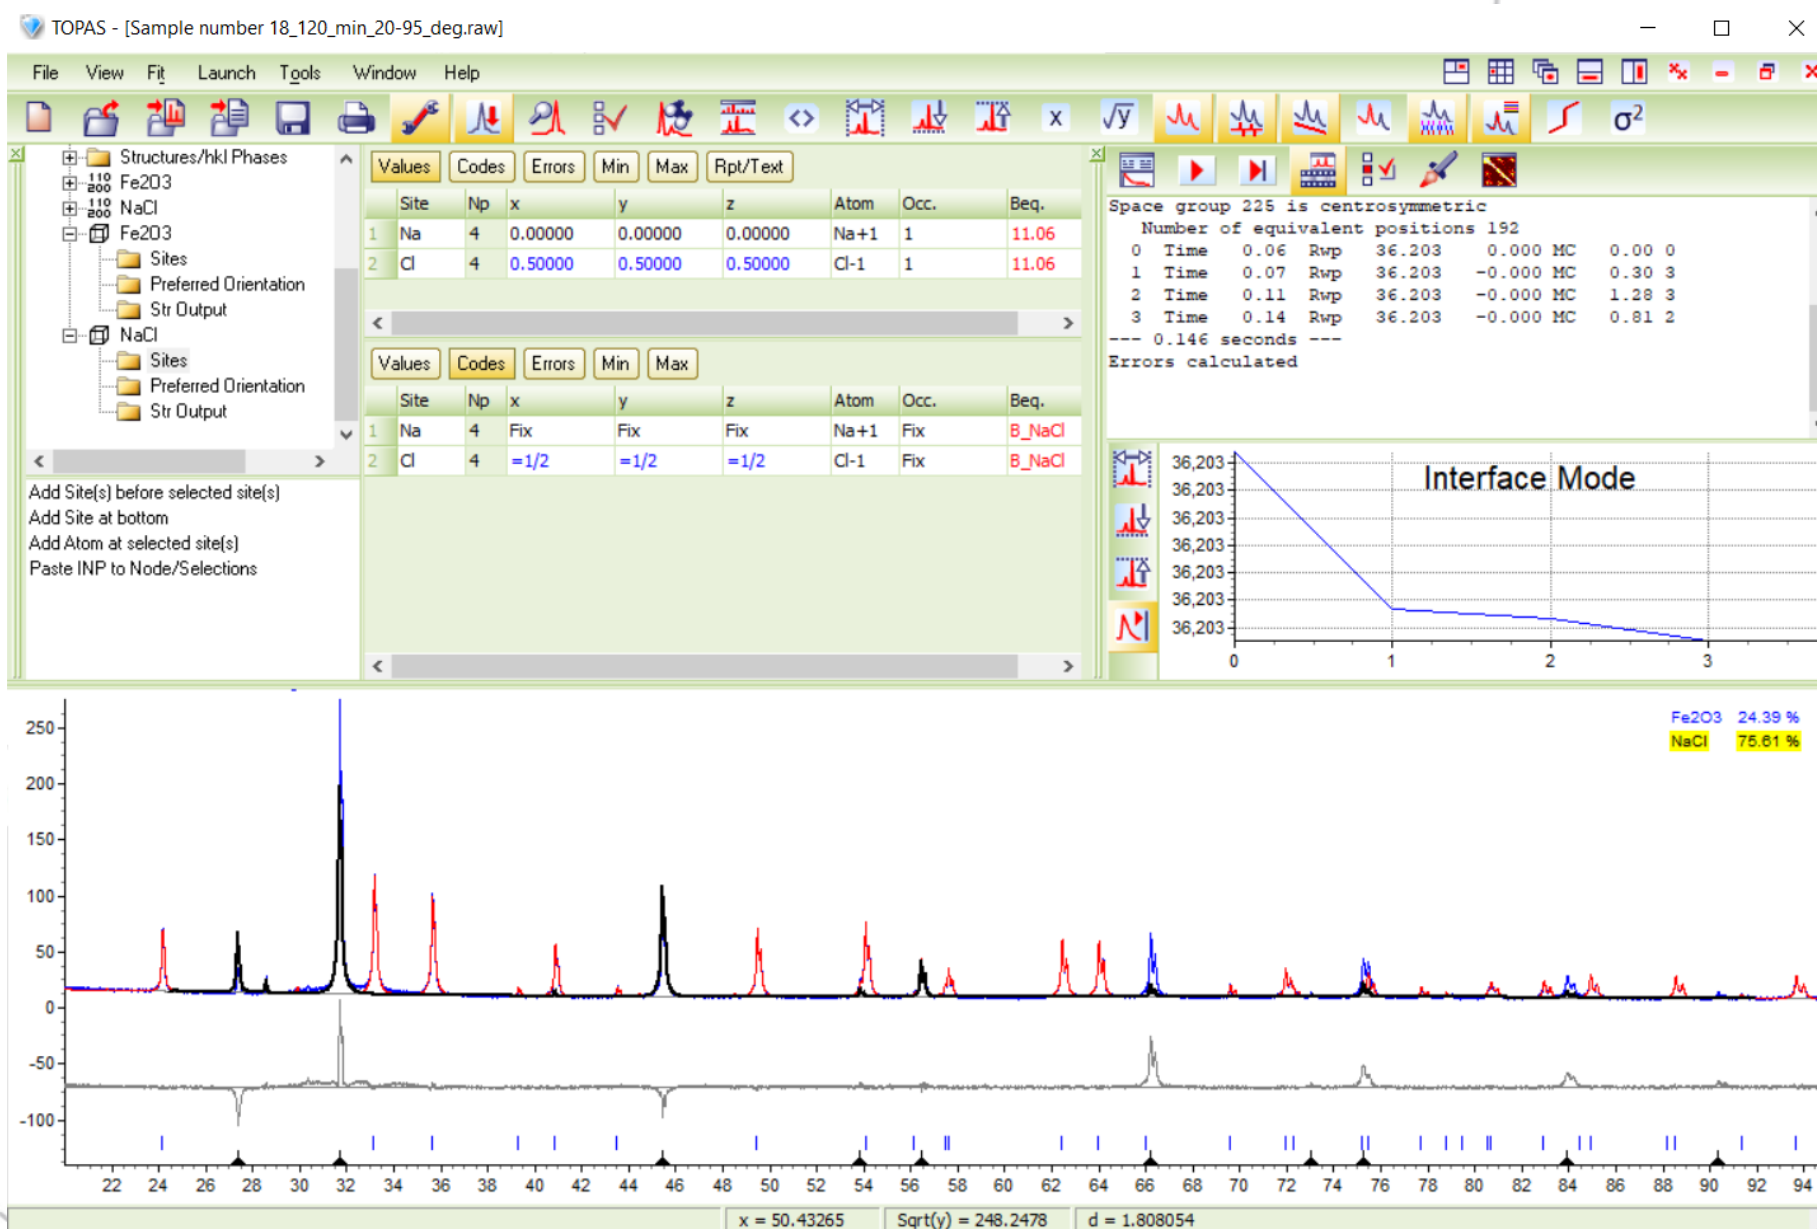 TOPAS - [Sample number 18_120_min_20-95_deg.raw]
File View Fit Launch Tools Window Help
Structures/hkl Phases
110 200 Fe2O3
110 200 NaCl
Fe2O3
Sites
Preferred Orientation
Str Output
NaCl
Sites
Preferred Orientation
Str Output
Add Site(s) before selected site(s)
Add Site at bottom
Add Atom at selected site(s)
Paste INP to Node/Selections
Values Codes Errors Min Max Rpt/Text
Site Np x y z Atom Occ. Beq.
1 Na 4 0.00000 0.00000 0.00000 Na+1 1 11.06
2 Cl 4 0.50000 0.50000 0.50000 Cl-1 1 11.06
Values Codes Errors Min Max
Site Np x y z Atom Occ. Beq.
1 Na 4 Fix Fix Fix Na+1 Fix B_NaCl
2 Cl 4 =1/2 =1/2 =1/2 Cl-1 Fix B_NaCl
x √y σ2
Space group 225 is centrosymmetric
Number of equivalent positions 192
0 Time 0.06 Rwp 36.203 0.000 MC 0.00 0
1 Time 0.07 Rwp 36.203 -0.000 MC 0.30 3
2 Time 0.11 Rwp 36.203 -0.000 MC 1.28 3
3 Time 0.14 Rwp 36.203 -0.000 MC 0.81 2
--- 0.146 seconds ---
Errors calculated
Interface Mode
36,203
36,203
36,203
36,203
36,203
36,203
36,203
0 1 2 3
Fe2O3 24.39 %
NaCl 75.61 %
250
200
150
100
50
0
-50
-100
22 24 26 28 30 32 34 36 38 40 42 44 46 48 50 52 54 56 58 60 62 64 66 68 70 72 74 76 78 80 82 84 86 88 90 92 94
x = 50.43265 Sqrt(y) = 248.2478 d = 1.808054